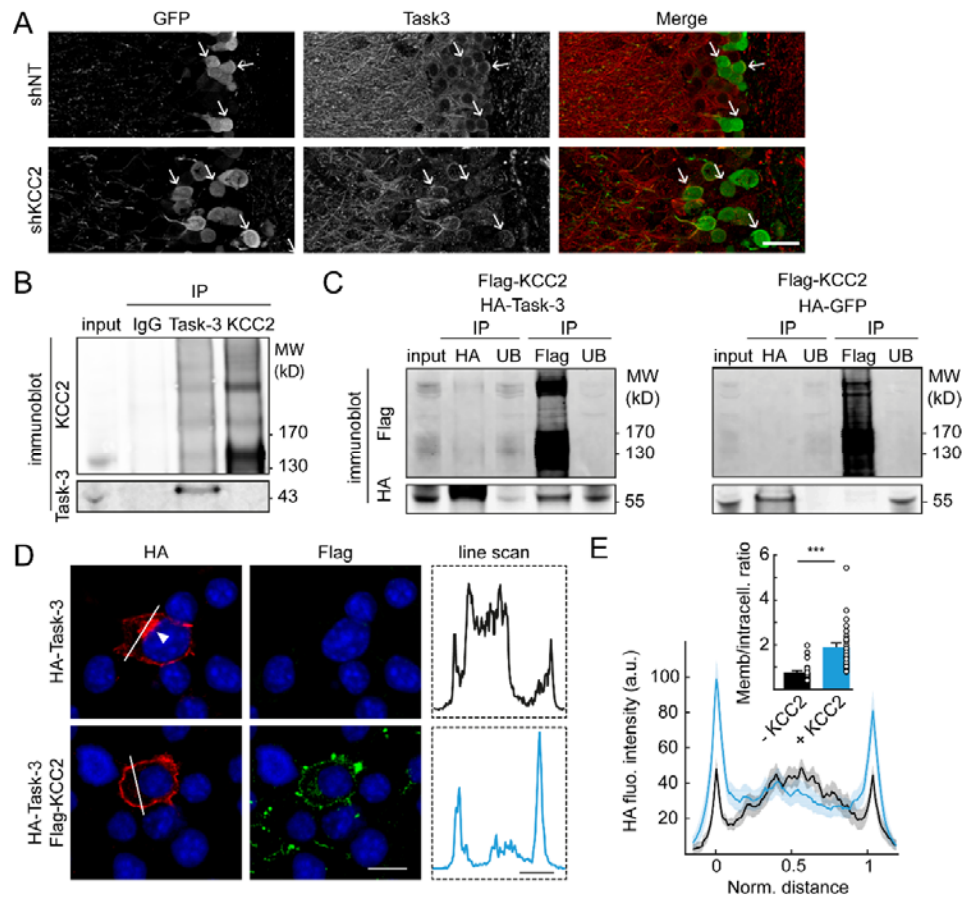 A
GFP Task3 Merge
shNT
shKCC2
B
IP
input IgG Task-3 KCC2
MW
(kD)
immunoblot
KCC2
170
130
Task-3
43
C
Flag-KCC2
HA-Task-3
IP IP
input HA UB Flag UB
MW
(kD)
immunoblot
Flag
170
130
HA
55
Flag-KCC2
HA-GFP
IP IP
input HA UB Flag UB
MW
(kD)
170
130
55
D
HA Flag line scan
HA-Task-3
HA-Task-3
Flag-KCC2
E
Memb/intracell. ratio
6
4
2
***
- KCC2
+ KCC2
HA fluo. intensity (a.u.)
100
80
60
40
20
0 0.5 1
Norm. distance